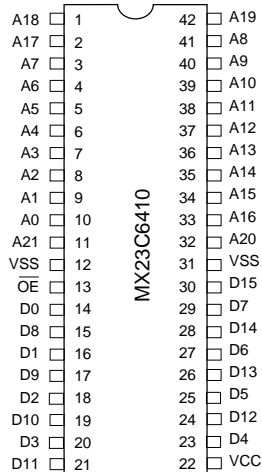 A18 1 42 A19
A17 2 41 A8
A7 3 40 A9
A6 4 39 A10
A5 5 38 A11
A4 6 37 A12
A3 7 36 A13
A2 8 35 A14
A1 9 34 A15
A0 10 33 A16
A21 11 32 A20
VSS 12 31 VSS
OE 13 30 D15
D0 14 29 D7
D8 15 28 D14
D1 16 27 D6
D9 17 26 D13
D2 18 25 D5
D10 19 24 D12
D3 20 23 D4
D11 21 22 VCC
MX23C6410